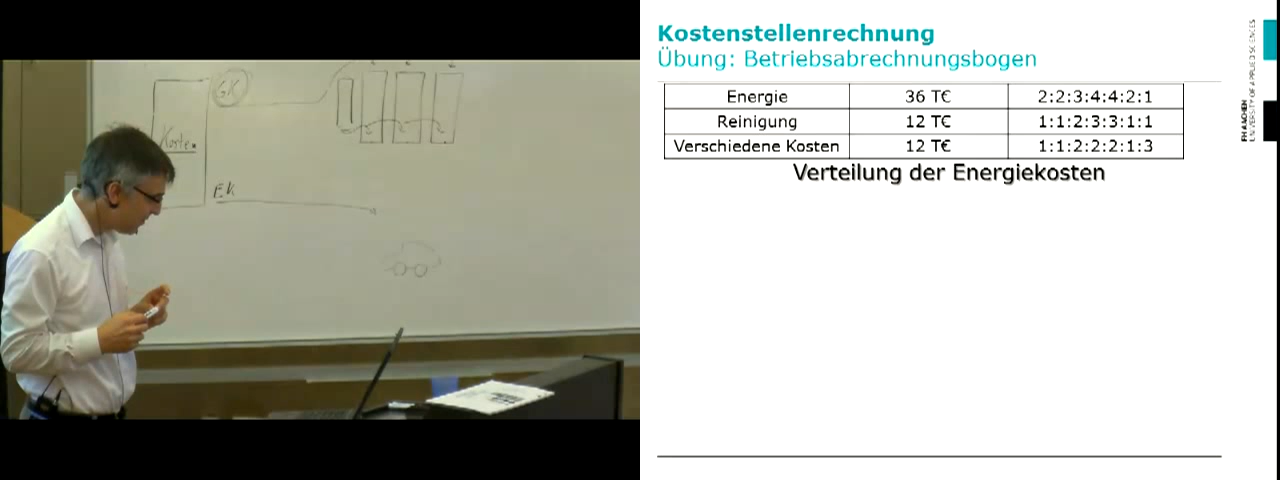 GK
Koste
EK
Kostenstellenrechnung
Übung: Betriebsabrechnungsbogen
Energie 36 T€ 2:2:3:4:4:2:1
Reinigung 12 T€ 1:1:2:3:3:1:1
Verschiedene Kosten 12 T€ 1:1:2:2:2:1:3
Verteilung der Energiekosten
FH AACHEN
UNIVERSITY OF APPLIED SCIENCES